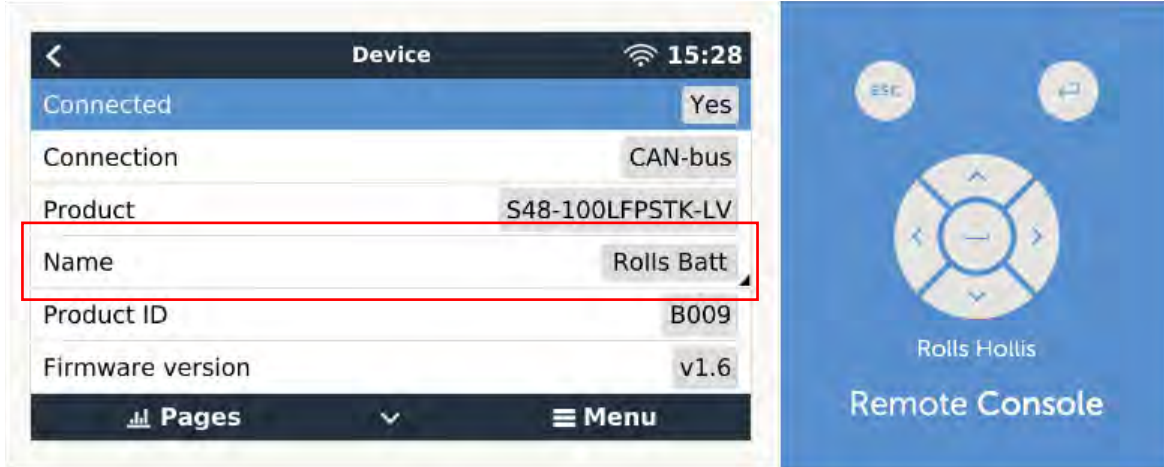 Device 15:28
Connected Yes
Connection CAN-bus
Product S48-100LFPSTK-LV
Name Rolls Batt
Product ID B009
Firmware version v1.6
Pages Menu
ESC
Rolls Hollis
Remote Console